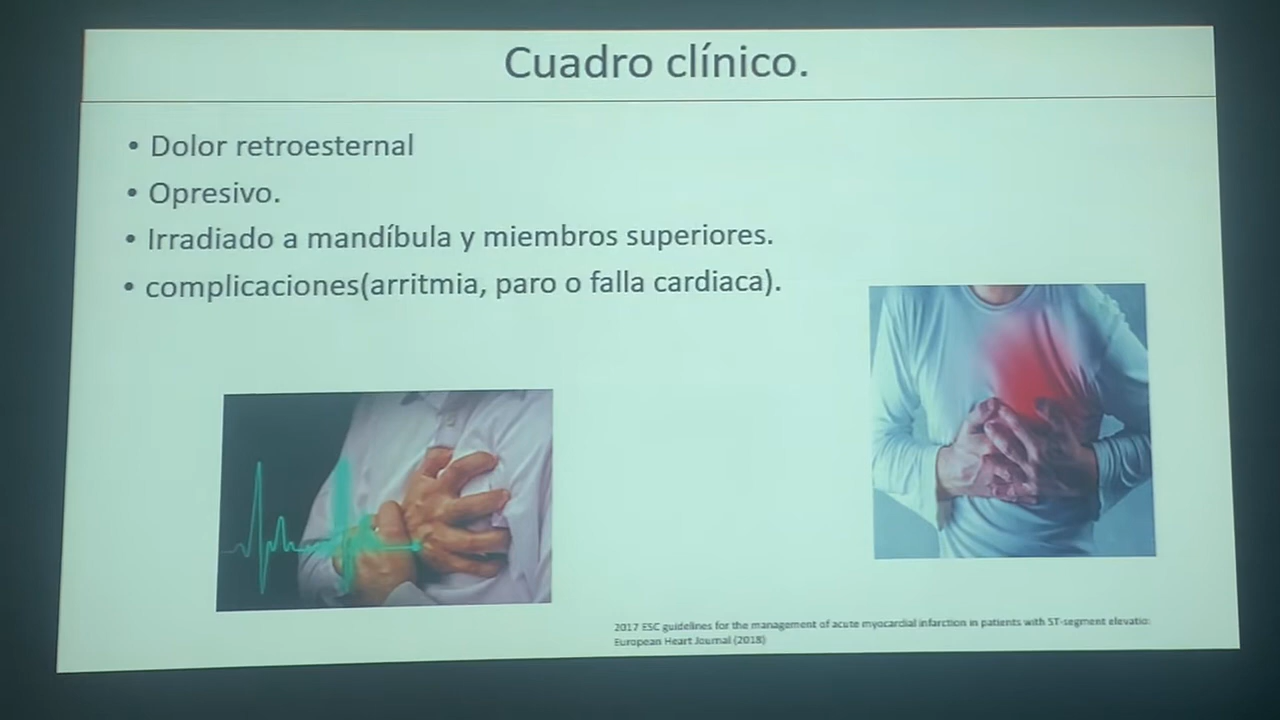 Cuadro clínico.
• Dolor retroesternal
• Opresivo.
• Irradiado a mandíbula y miembros superiores.
• complicaciones(arritmia, paro o falla cardiaca).
2017 ESC guidelines for the management of acute myocardial infarction in patients with ST-segment elevatio
European Heart Journal (2018)